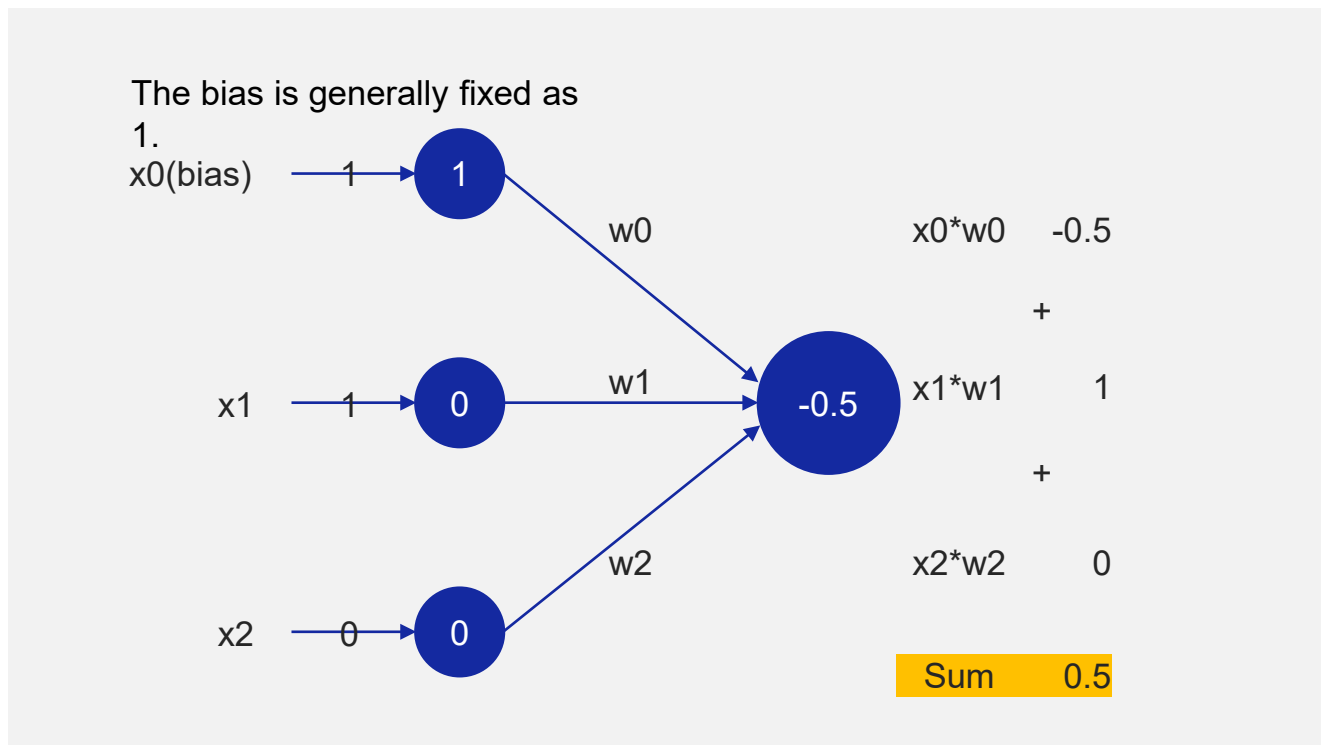 The bias is generally fixed as
1.
x0(bias) 1 1
w0
x0*w0 -0.5
+
x1 1 0 w1 -0.5 x1*w1 1
+
w2
x2*w2 0
x2 0 0
Sum 0.5